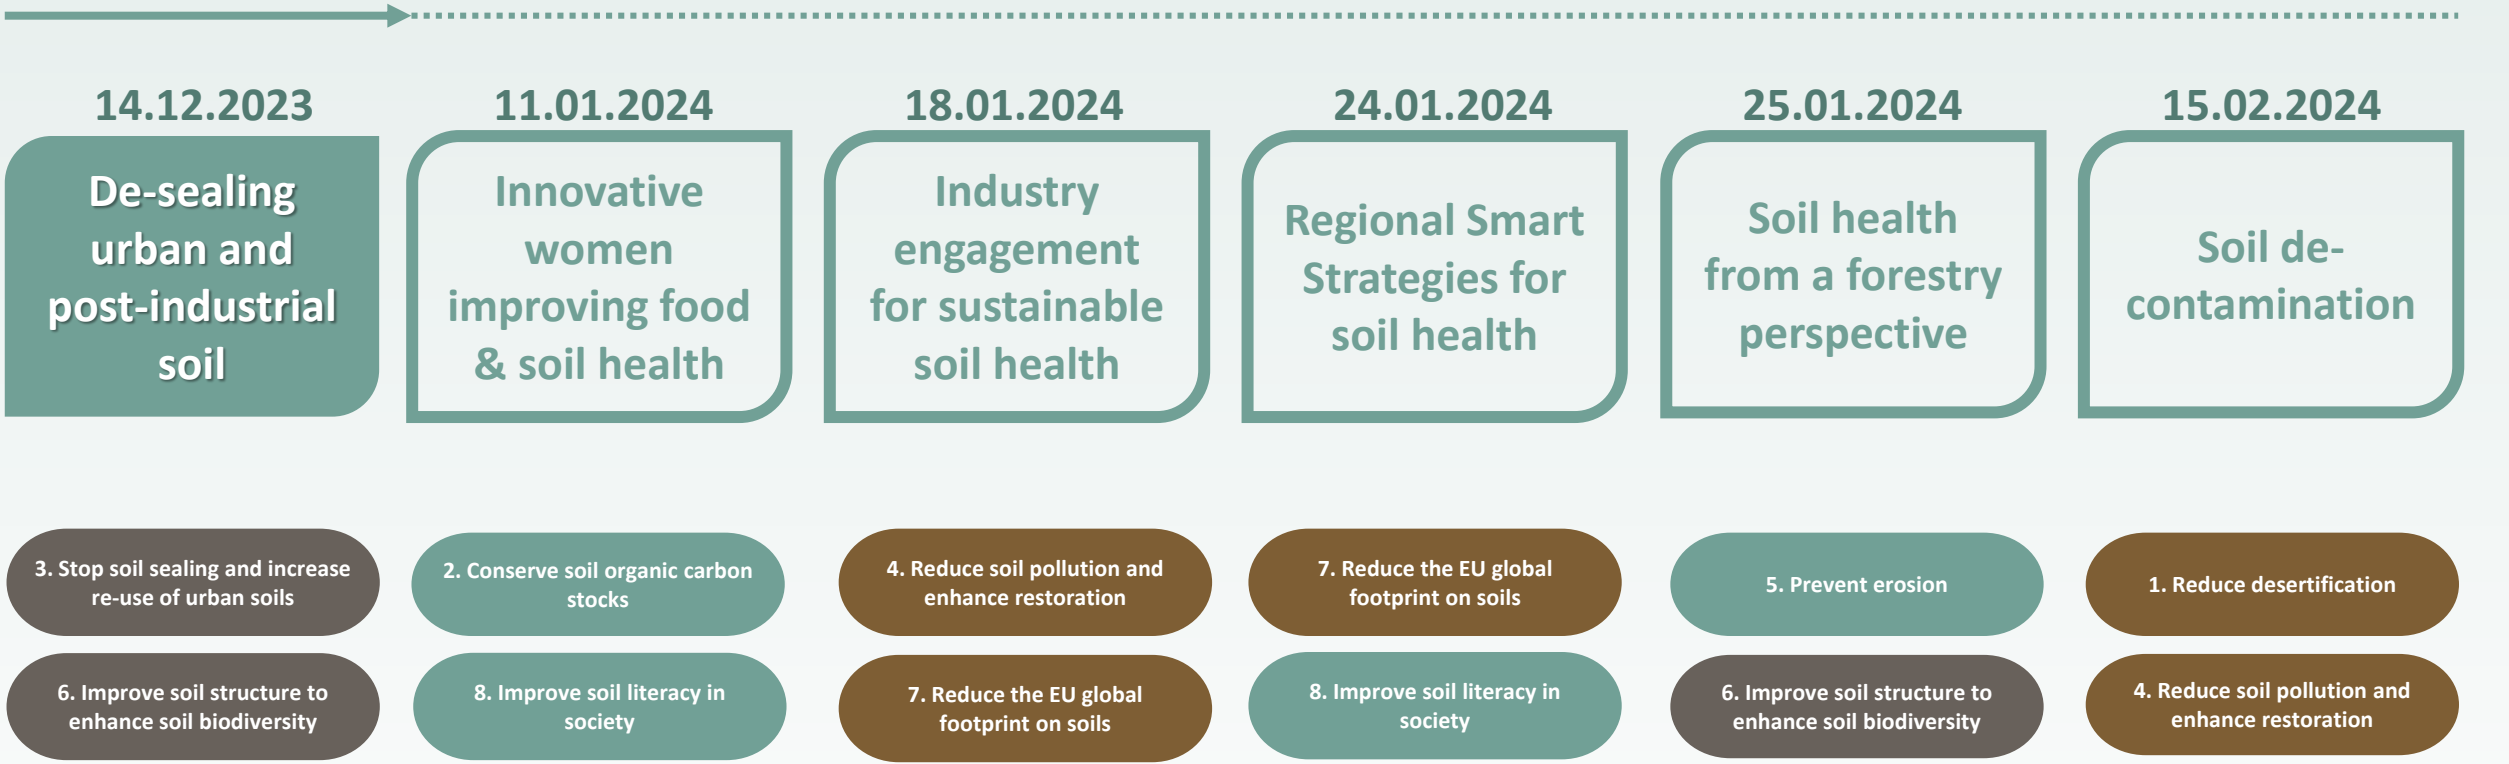 14.12.2023
De-sealing
urban and
post-industrial
soil
3. Stop soil sealing and increase
re-use of urban soils
6. Improve soil structure to
enhance soil biodiversity
11.01.2024
Innovative
women
improving food
& soil health
2. Conserve soil organic carbon
stocks
8. Improve soil literacy in
society
18.01.2024
Industry
engagement
for sustainable
soil health
4. Reduce soil pollution and
enhance restoration
7. Reduce the EU global
footprint on soils
24.01.2024
Regional Smart
Strategies for
soil health
7. Reduce the EU global
footprint on soils
8. Improve soil literacy in
society
25.01.2024
Soil health
from a forestry
perspective
5. Prevent erosion
6. Improve soil structure to
enhance soil biodiversity
15.02.2024
Soil de-
contamination
1. Reduce desertification
4. Reduce soil pollution and
enhance restoration